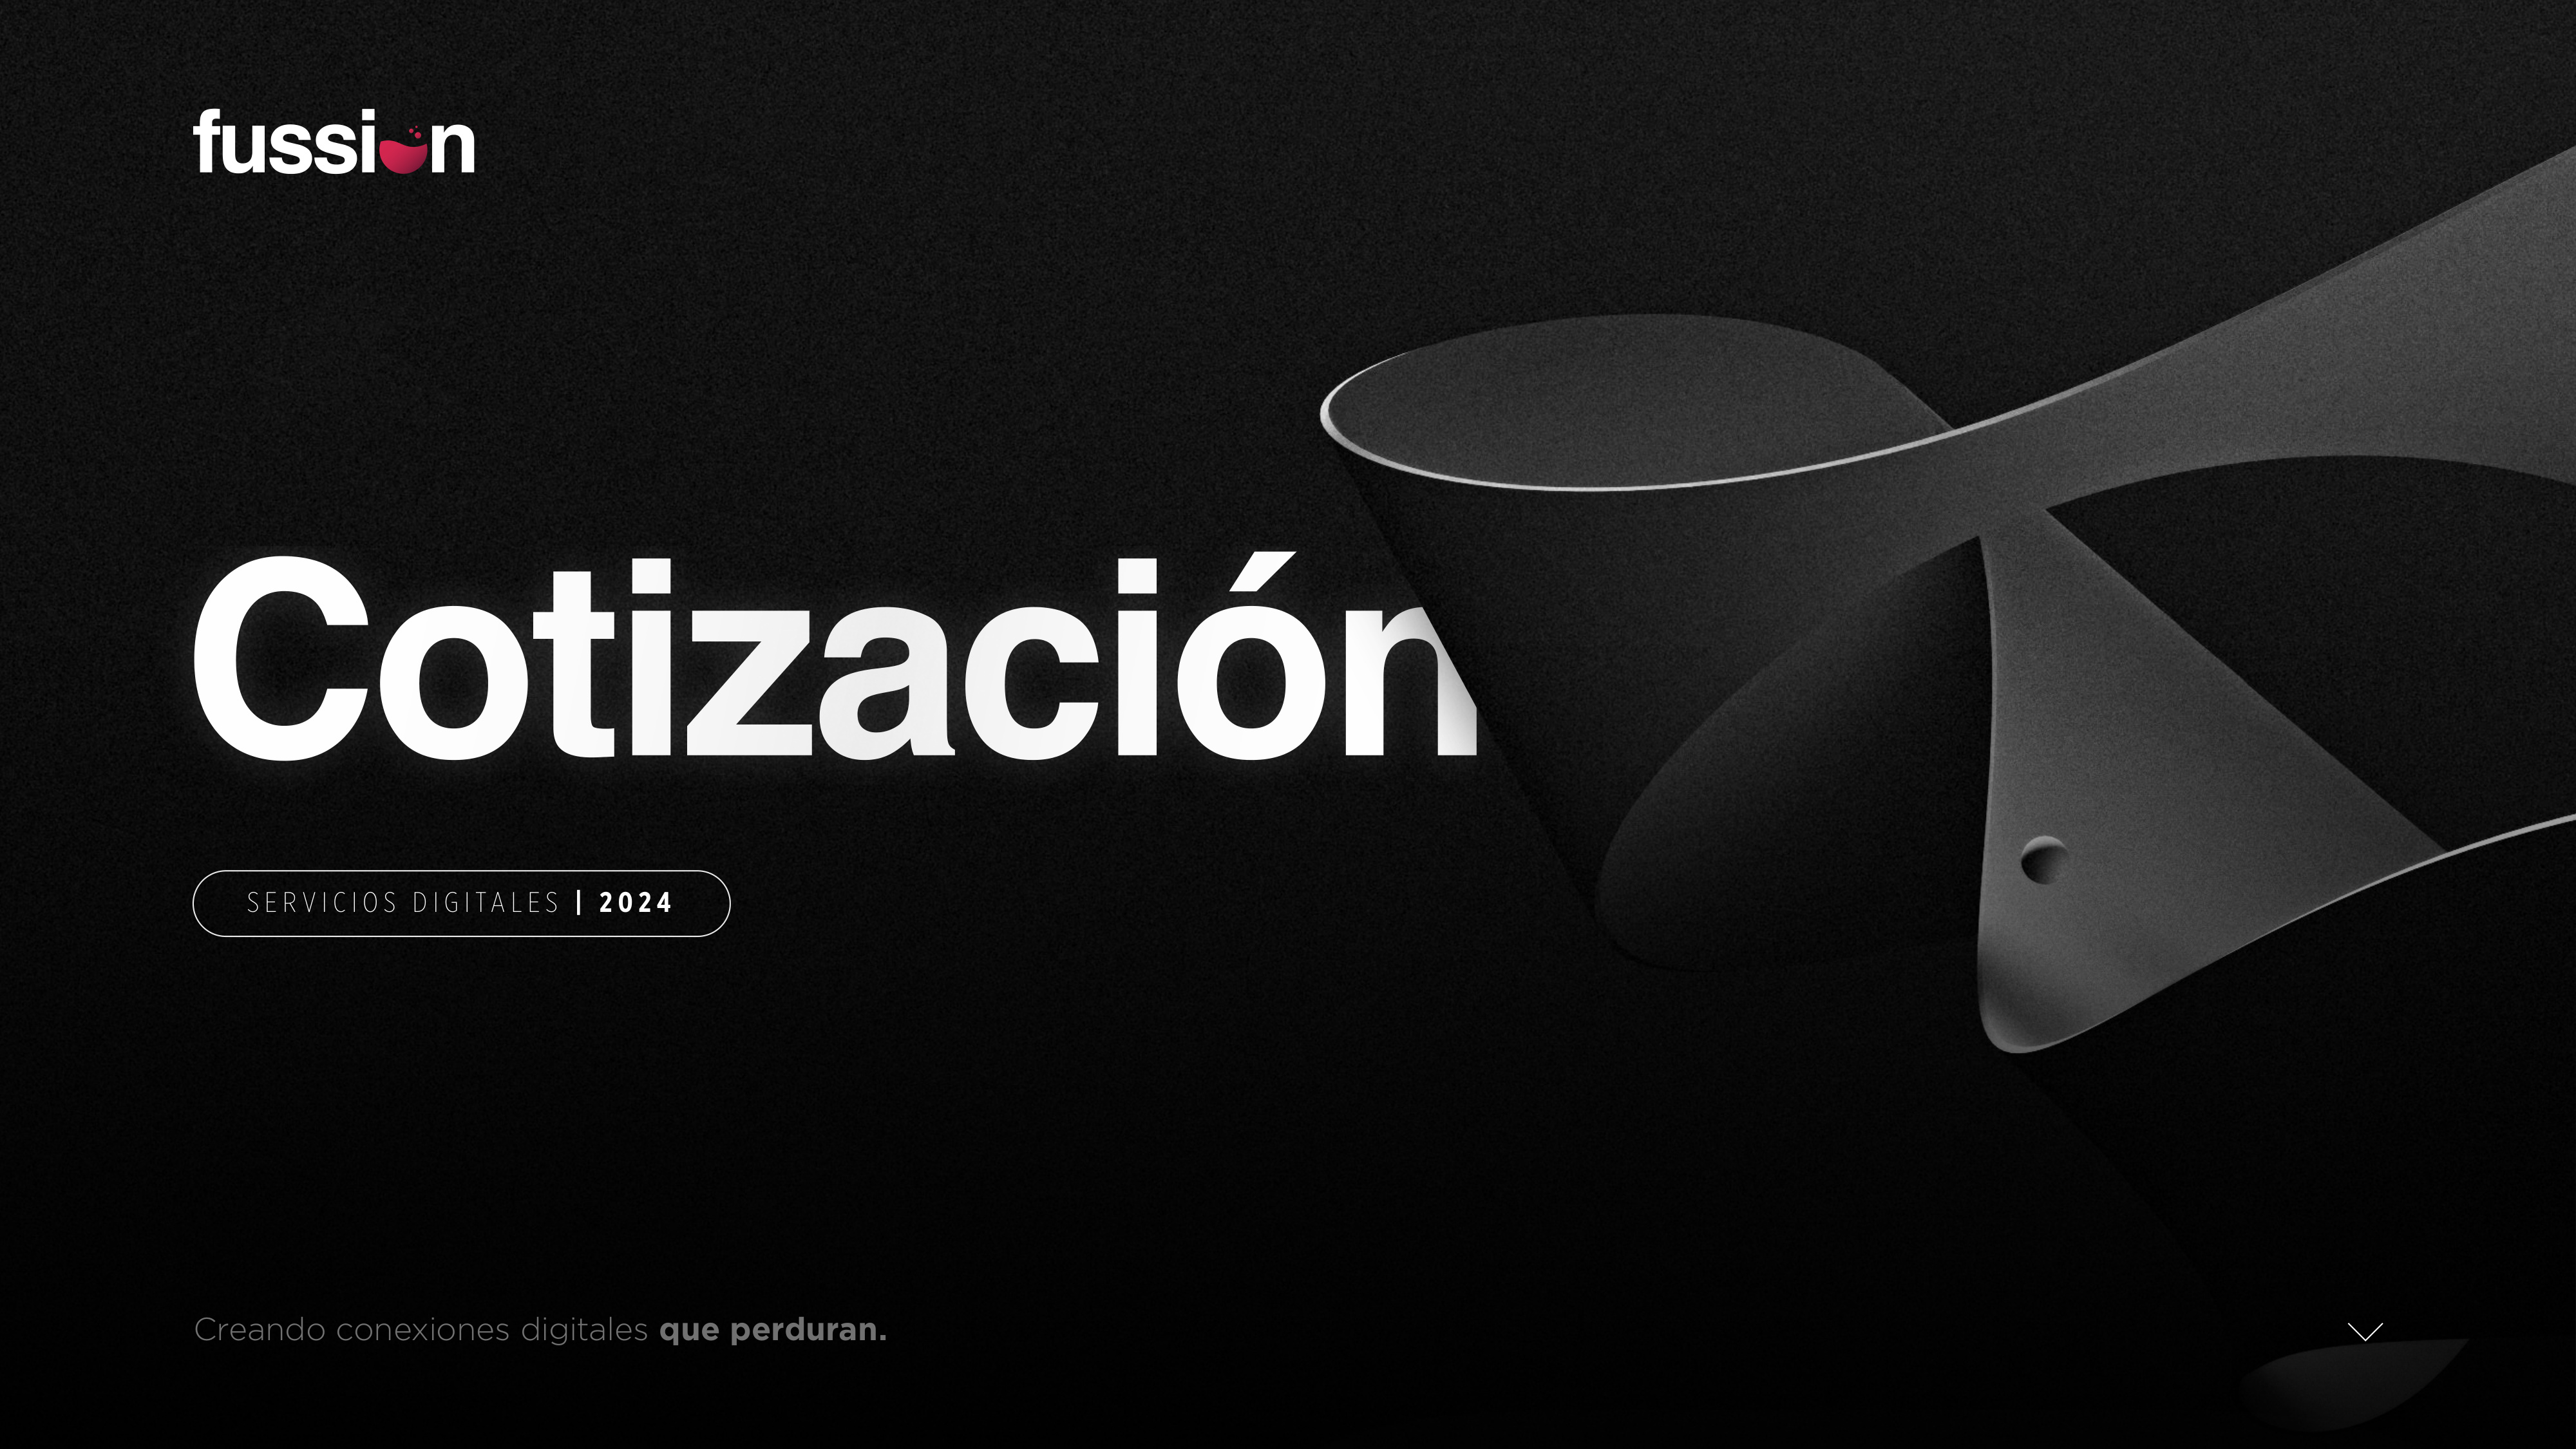 fussion
Cotización
SERVICIOS DIGITALES | 2024
Creando conexiones digitales que perduran.